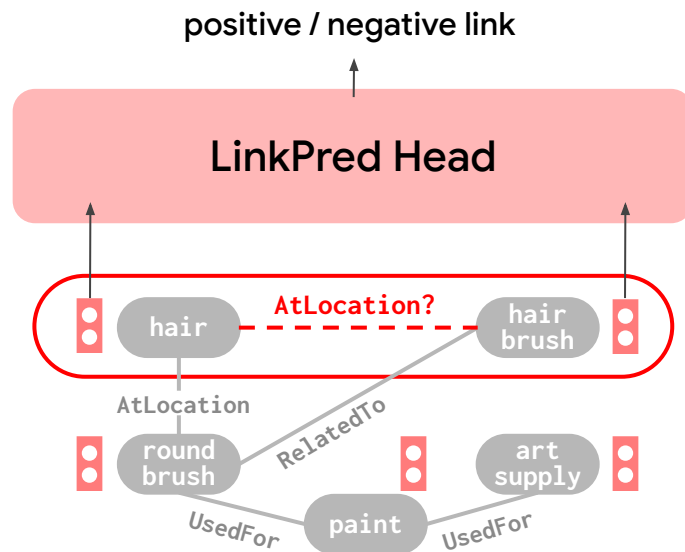 positive / negative link
LinkPred Head
AtLocation?
hair
hair
brush
AtLocation
RelatedTo
round
brush
art
supply
UsedFor
paint
UsedFor